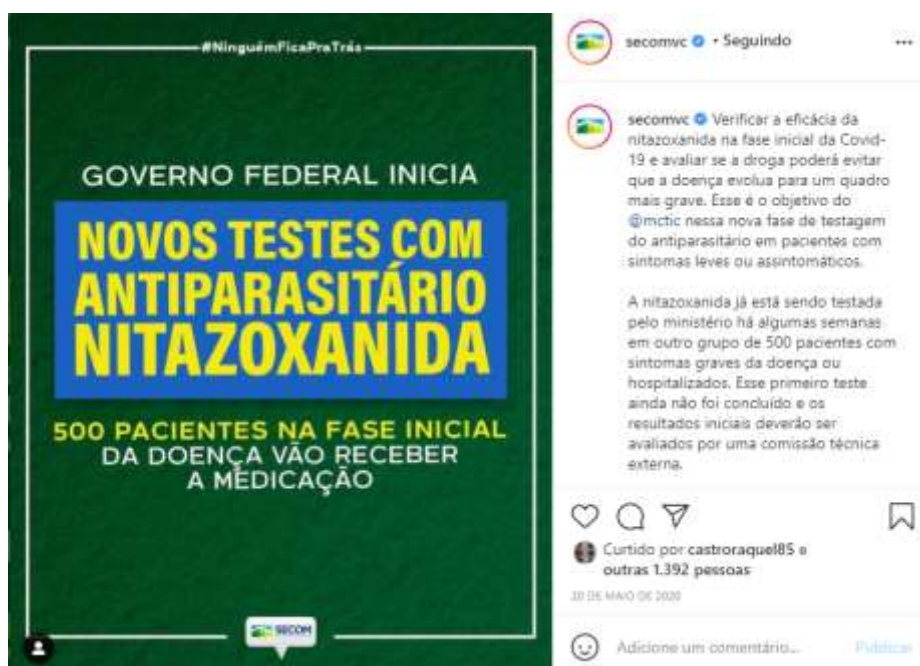 #NinguémFicaPraTrás
GOVERNO FEDERAL INICIA
NOVOS TESTES COM
ANTIPARASITÁRIO
NITAZOXANIDA
500 PACIENTES NA FASE INICIAL
DA DOENÇA VÃO RECEBER
A MEDICAÇÃO
SECOM
secomvc • Seguindo
secomvc Verificar a eficácia da
nitazoxanida na fase inicial da Covid-
19 e avaliar se a droga poderá evitar
que a doença evolua para um quadro
mais grave. Esse é o objetivo do
@mctic nessa nova fase de testagem
do antiparasitário em pacientes com
sintomas leves ou assintomáticos.
A nitazoxanida já está sendo testada
pelo ministério há algumas semanas
em outro grupo de 500 pacientes com
sintomas graves da doença ou
hospitalizados. Esse primeiro teste
ainda não foi concluído e os
resultados iniciais deverão ser
avaliados por uma comissão técnica
externa.
Curtido por castroraquel85 e
outras 1.392 pessoas
DE MAIO DE 2020
Adicione um comentário... Publicar